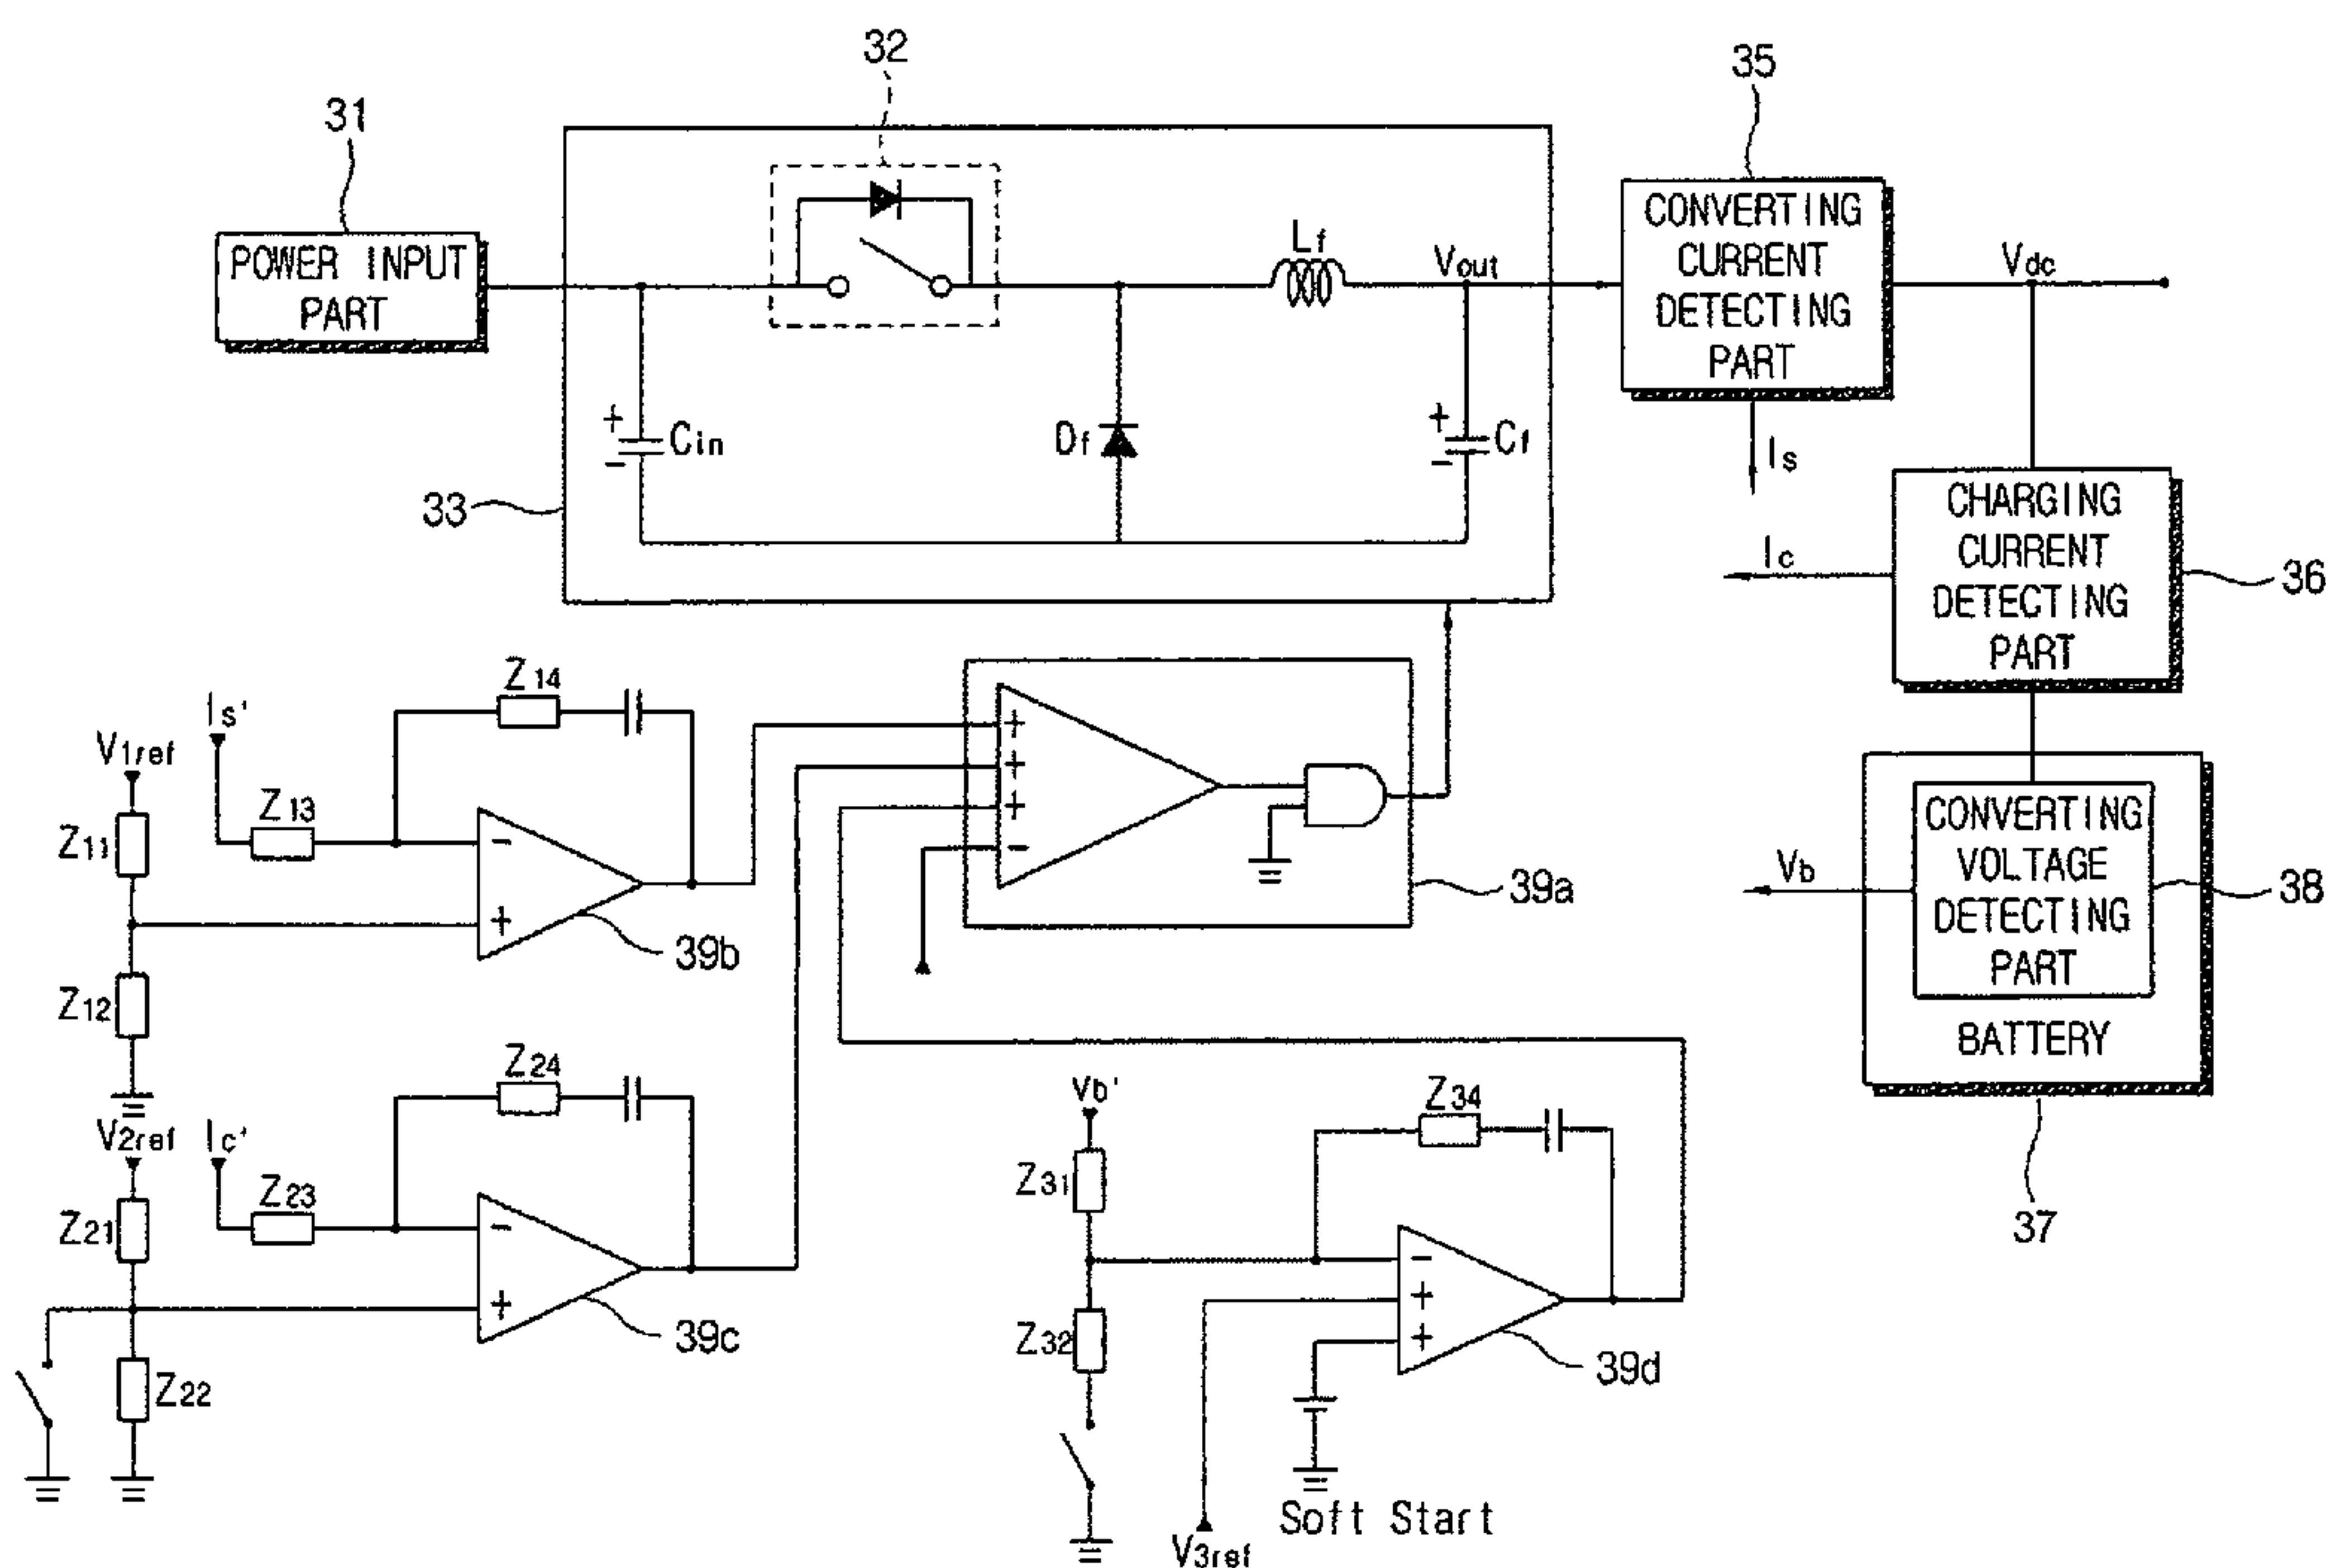 32
35
31
POWER INPUT
PART
CONVERTING
CURRENT
DETECTING
PART
Lf
Vout
Vdc
Cin
Df
Cf
+
-
+
-
33
Is
CHARGING
CURRENT
DETECTING
PART
Ic
36
Z14
Is'
V1ref
Z13
Z11
-
+
39b
Z12
+
+
+
-
39a
CONVERTING
VOLTAGE
DETECTING
PART
Vb
38
BATTERY
37
Z24
V2ref
Ic'
Z23
Z21
-
+
39c
Z22
Vb'
Z34
Z31
-
+
+
Z32
39d
Soft Start
V3ref